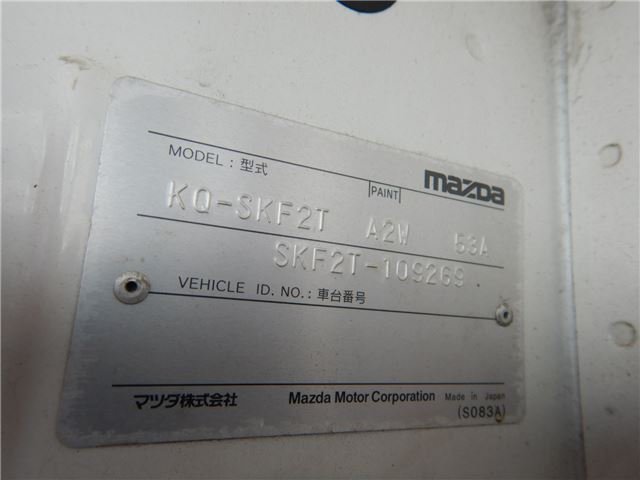 mazda
MODEL : 型式 PAINT
KQ-SKF2T A2W 53A
SKF2T-109269
VEHICLE ID. NO. : 車台番号
マツダ株式会社 Mazda Motor Corporation Made in Japan
(S083A)